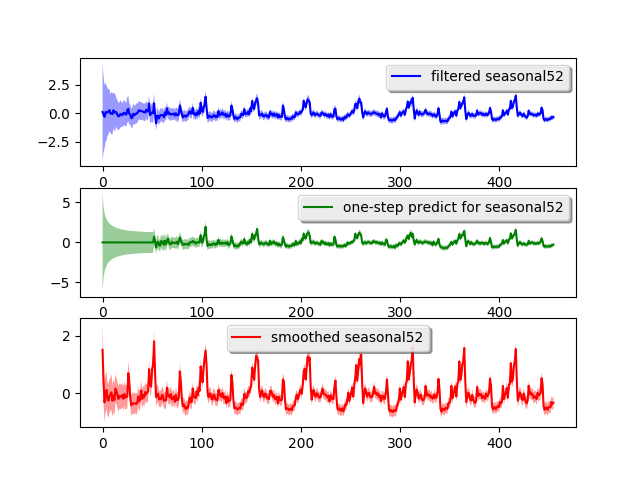 filtered seasonal52
2.5
0.0
−2.5
0 100 200 300 400
one-step predict for seasonal52
5
0
−5
0 100 200 300 400
smoothed seasonal52
2
0
0 100 200 300 400